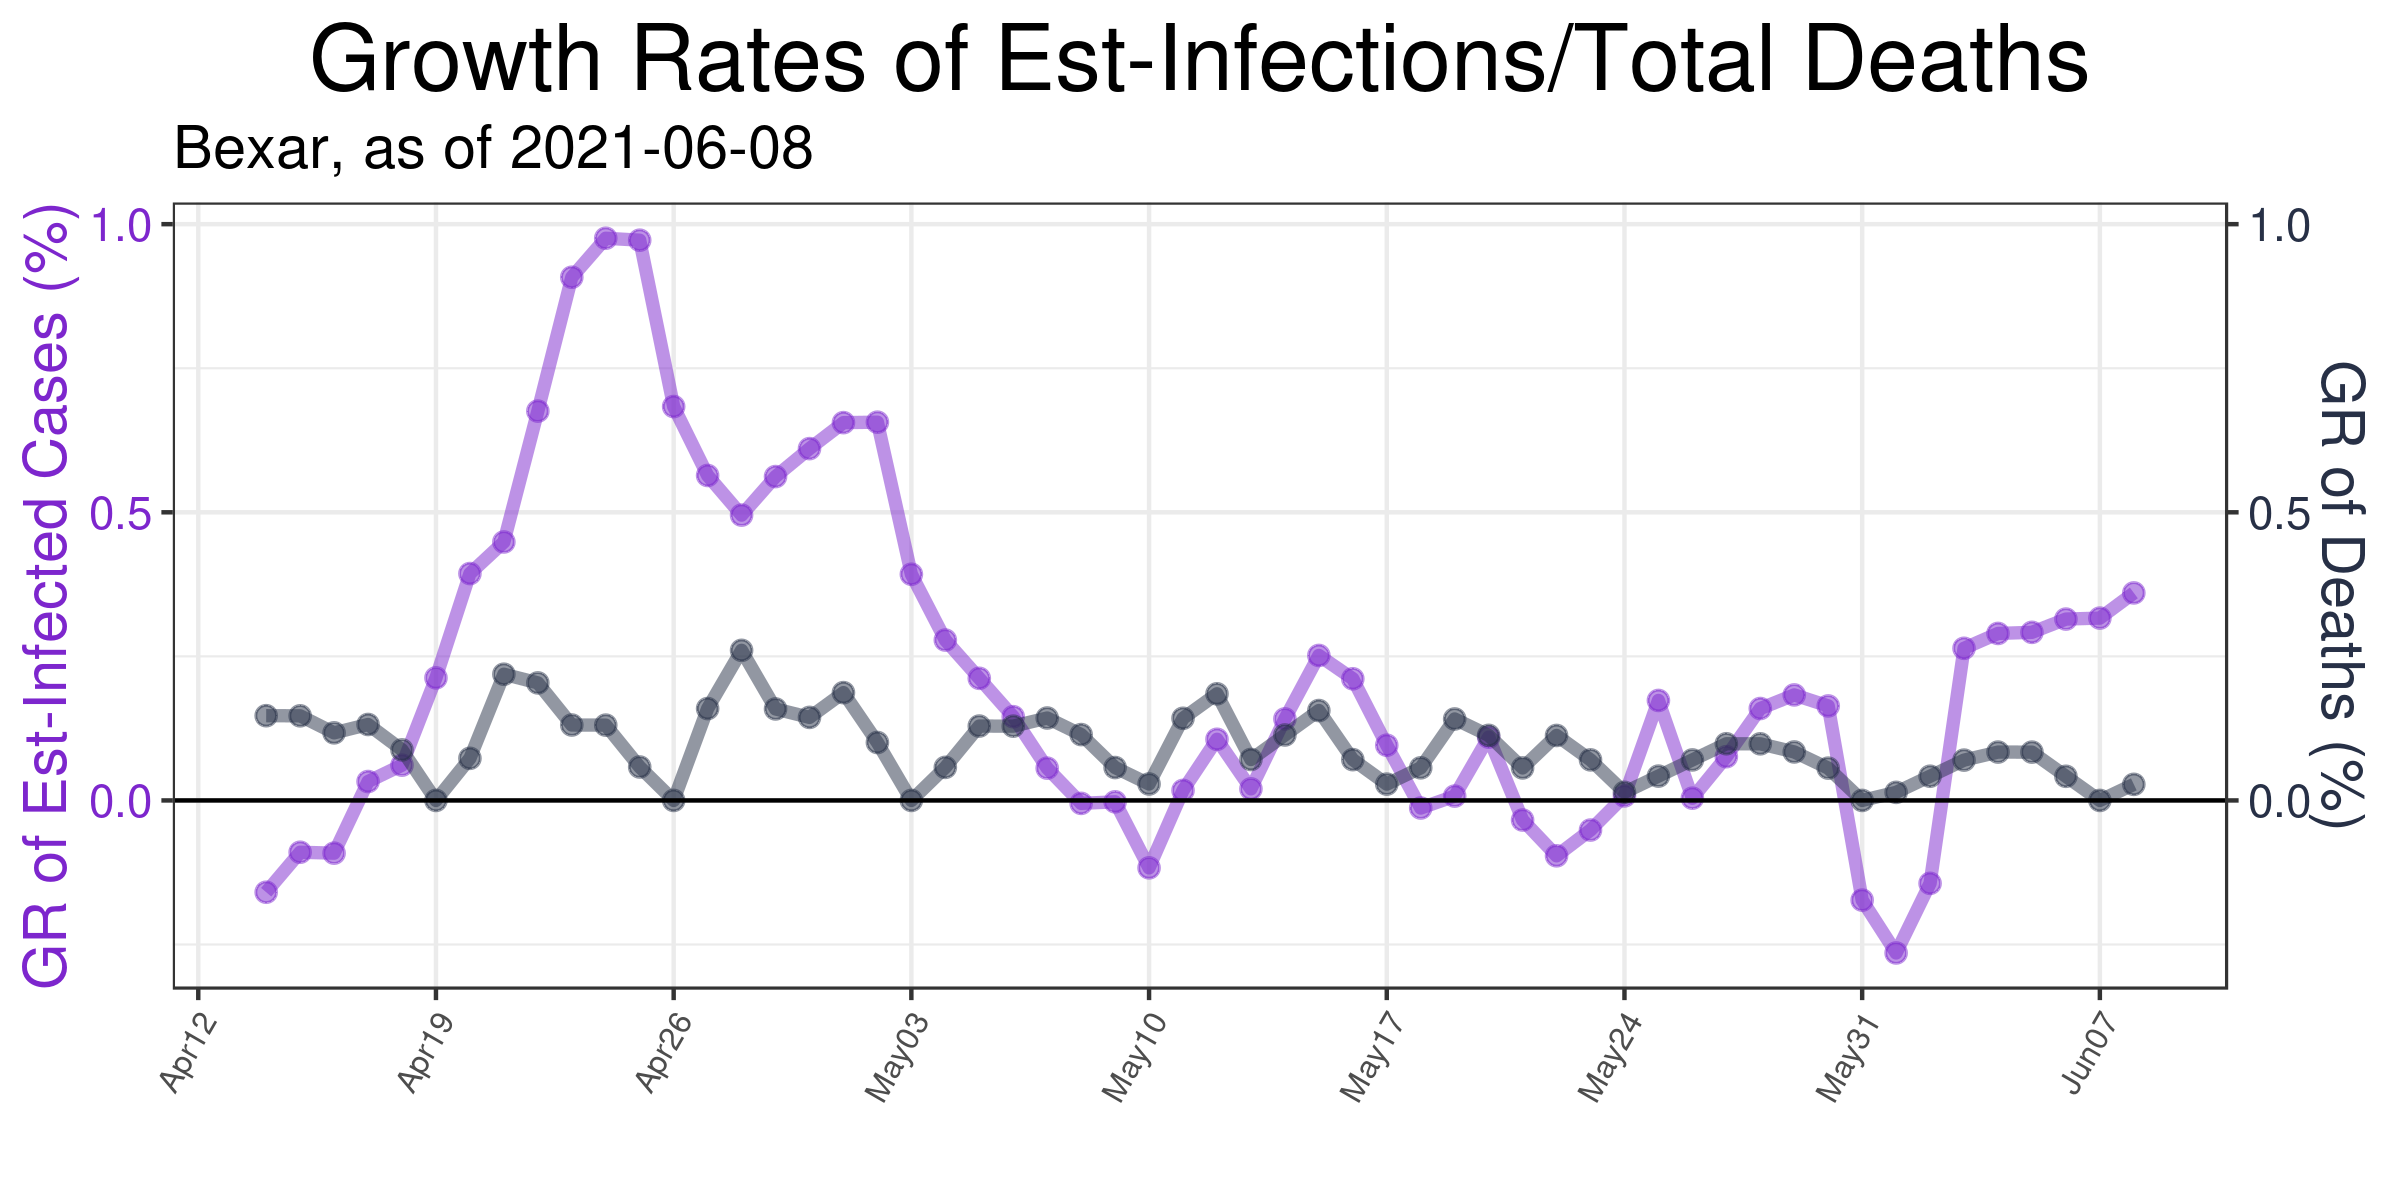 Growth Rates of Est-Infections/Total Deaths
Bexar, as of 2021-06-08
GR of Est-Infected Cases (%)
1.0
0.5
0.0
1.0
0.5
0.0
GR of Deaths (%)
Apr12
Apr19
Apr26
May03
May10
May17
May24
May31
Jun07